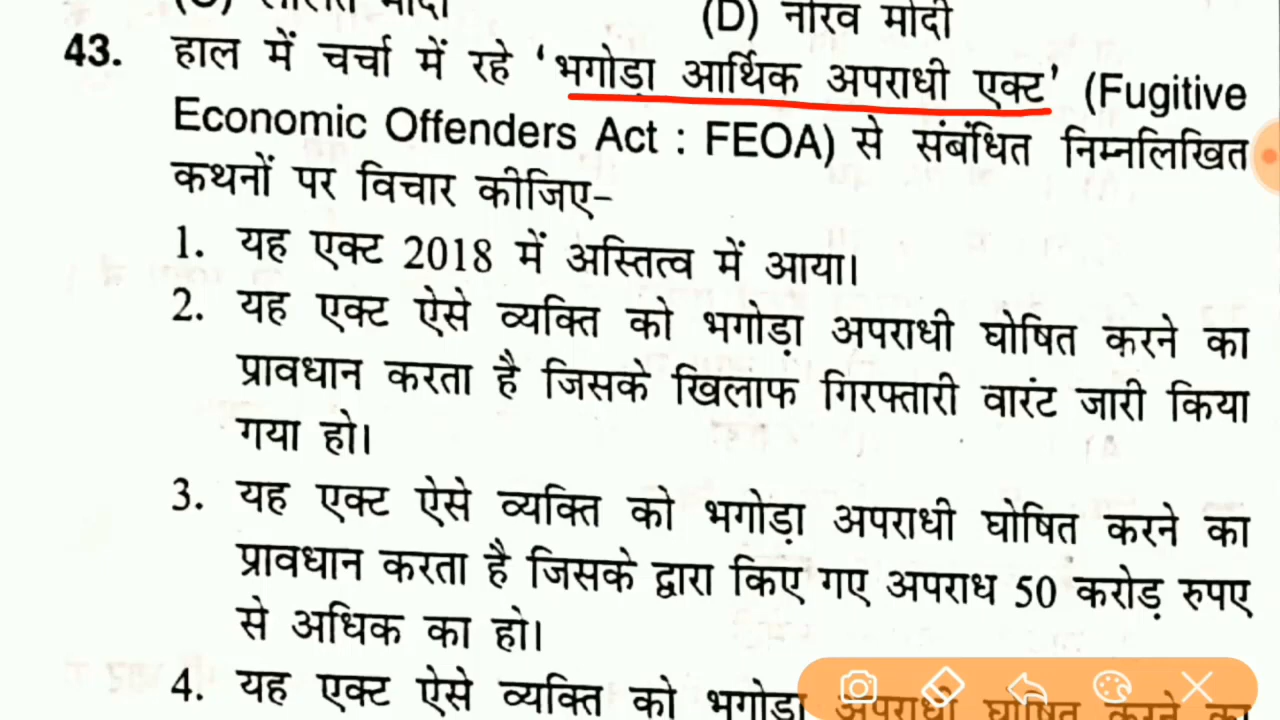 (C) ललित मोदी
(D) नीरव मोदी
43. हाल में चर्चा में रहे ‘भगोड़ा आर्थिक अपराधी एक्ट’ (Fugitive
Economic Offenders Act : FEOA) से संबंधित निम्नलिखित
कथनों पर विचार कीजिए–
1. यह एक्ट 2018 में अस्तित्व में आया।
2. यह एक्ट ऐसे व्यक्ति को भगोड़ा अपराधी घोषित करने का
प्रावधान करता है जिसके खिलाफ गिरफ्तारी वारंट जारी किया
गया हो।
3. यह एक्ट ऐसे व्यक्ति को भगोड़ा अपराधी घोषित करने का
प्रावधान करता है जिसके द्वारा किए गए अपराध 50 करोड़ रुपए
से अधिक का हो।
4. यह एक्ट ऐसे व्यक्ति को भगोड़ा अपराधी घोषित करने का